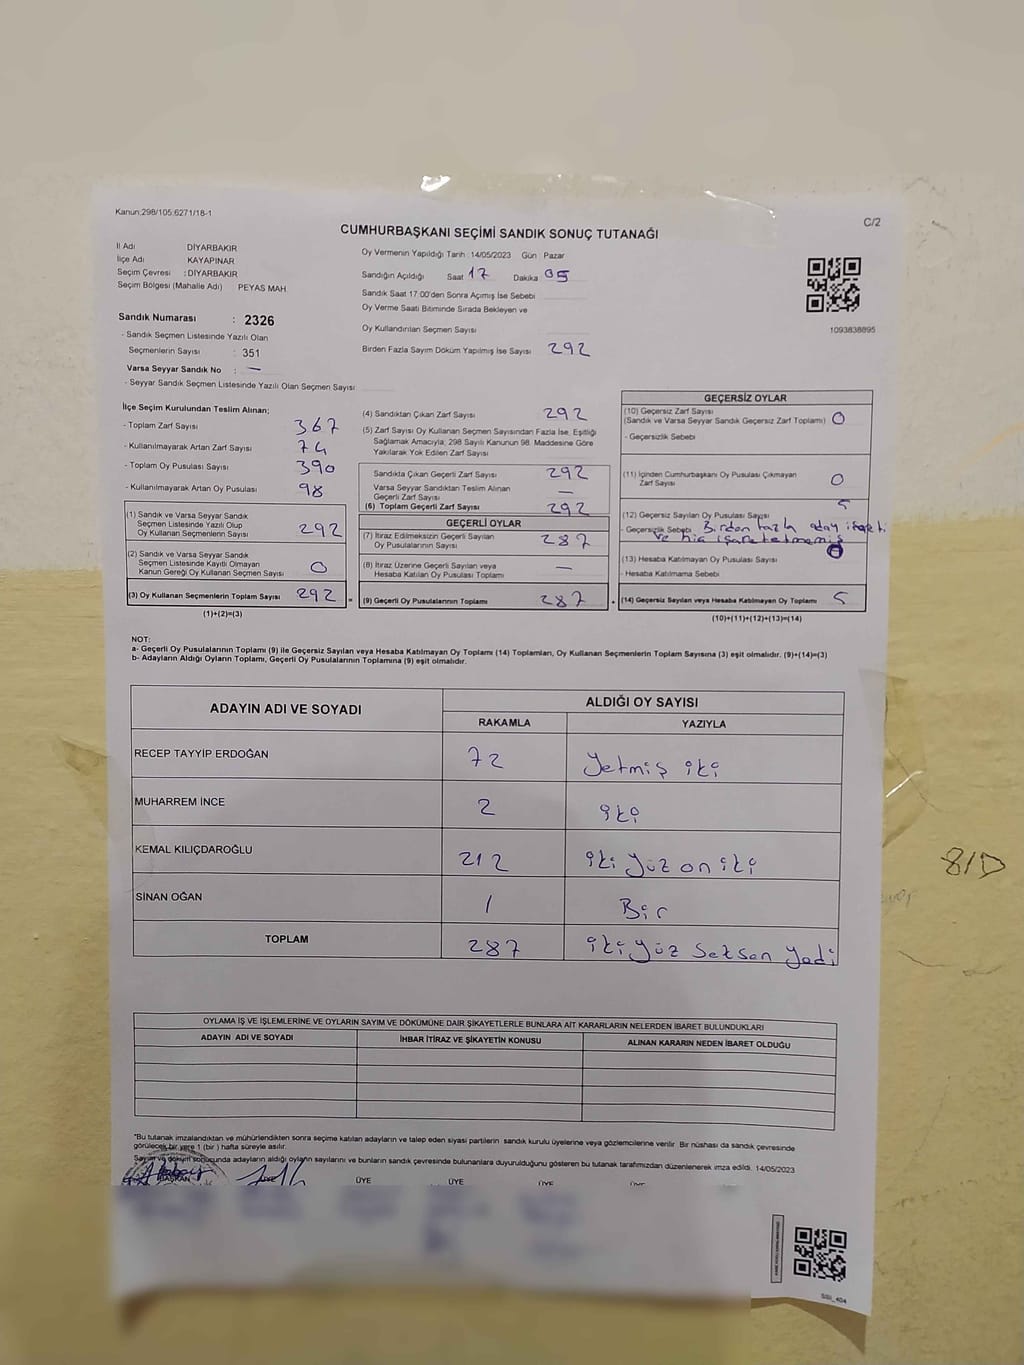 Kanun:298/105;6271/18-1
C/2
CUMHURBAŞKANI SEÇİMİ SANDIK SONUÇ TUTANAĞI
İl Adı DİYARBAKIR
İlçe Adı KAYAPINAR
Seçim Çevresi : DİYARBAKIR
Seçim Bölgesi (Mahalle Adı) PEYAS MAH.
Sandık Numarası : 2326
- Sandık Seçmen Listesinde Yazılı Olan
Seçmenlerin Sayısı : 351
Varsa Seyyar Sandık No : —
- Seyyar Sandık Seçmen Listesinde Yazılı Olan Seçmen Sayısı
Oy Vermenin Yapıldığı Tarih : 14/05/2023 Gün : Pazar
Sandığın Açıldığı Saat 17 Dakika 05
Sandık Saat 17:00'den Sonra Açımış İse Sebebi
Oy Verme Saati Bitiminde Sırada Bekleyen ve
Oy Kullandırılan Seçmen Sayısı
Birden Fazla Sayım Döküm Yapılmış İse Sayısı 292
1093838895
İlçe Seçim Kurulundan Teslim Alınan;
- Toplam Zarf Sayısı 367
- Kullanılmayarak Artan Zarf Sayısı 74
- Toplam Oy Pusulası Sayısı 390
- Kullanılmayarak Artan Oy Pusulası 98
(1) Sandık ve Varsa Seyyar Sandık
Seçmen Listesinde Yazılı Olup
Oy Kullanan Seçmenlerin Sayısı 292
(2) Sandık ve Varsa Seyyar Sandık
Seçmen Listesinde Kayıtlı Olmayan
Kanun Gereği Oy Kullanan Seçmen Sayısı 0
(3) Oy Kullanan Seçmenlerin Toplam Sayısı 292 =
(1)+(2)=(3)
(4) Sandıktan Çıkan Zarf Sayısı 292
(5) Zarf Sayısı Oy Kullanan Seçmen Sayısından Fazla İse, Eşitliği
Sağlamak Amacıyla; 298 Sayılı Kanunun 98. Maddesine Göre
Yakılarak Yok Edilen Zarf Sayısı
Sandıkta Çıkan Geçerli Zarf Sayısı 292
Varsa Seyyar Sandıktan Teslim Alınan
Geçerli Zarf Sayısı —
(6) Toplam Geçerli Zarf Sayısı 292
GEÇERLİ OYLAR
(7) İtiraz Edilmeksizin Geçerli Sayılan
Oy Pusulalarının Sayısı 287
(8) İtiraz Üzerine Geçerli Sayılan veya
Hesaba Katılan Oy Pusulası Toplamı —
(9) Geçerli Oy Pusulalarının Toplamı 287 +
GEÇERSİZ OYLAR
(10) Geçersiz Zarf Sayısı
(Sandık ve Varsa Seyyar Sandık Geçersiz Zarf Toplamı) 0
- Geçersizlik Sebebi
(11) İçinden Cumhurbaşkanı Oy Pusulası Çıkmayan
Zarf Sayısı 0
(12) Geçersiz Sayılan Oy Pusulası Sayısı 5
- Geçersizlik Sebebi Birden fazla aday işareti
ve hiç işaretetmemiş
(13) Hesaba Katılmayan Oy Pusulası Sayısı 0
- Hesaba Katılmama Sebebi
(14) Geçersiz Sayılan veya Hesaba Katılmayan Oy Toplamı 5
(10)+(11)+(12)+(13)=(14)
NOT:
a- Geçerli Oy Pusulalarının Toplamı (9) ile Geçersiz Sayılan veya Hesaba Katılmayan Oy Toplamı (14) Toplamları, Oy Kullanan Seçmenlerin Toplam Sayısına (3) eşit olmalıdır. (9)+(14)=(3)
b- Adayların Aldığı Oyların Toplamı, Geçerli Oy Pusulalarının Toplamına (9) eşit olmalıdır.
ADAYIN ADI VE SOYADI ALDIĞI OY SAYISI
RAKAMLA YAZIYLA
RECEP TAYYİP ERDOĞAN 72 Yetmiş iki
MUHARREM İNCE 2 iki
KEMAL KILIÇDAROĞLU 212 iki yüz on iki
SİNAN OĞAN 1 Bir
TOPLAM 287 iki yüz seksen yedi
8/D
OYLAMA İŞ VE İŞLEMLERİNE VE OYLARIN SAYIM VE DÖKÜMÜNE DAİR ŞİKAYETLERLE BUNLARA AİT KARARLARIN NELERDEN İBARET BULUNDUKLARI
ADAYIN ADI VE SOYADI İHBAR İTİRAZ VE ŞİKAYETİN KONUSU ALINAN KARARIN NEDEN İBARET OLDUĞU
"Bu tutanak imzalandıktan ve mühürlendikten sonra seçime katılan adayların ve talep eden siyasi partilerin sandık kurulu üyelerine veya gözlemcilerine verilir. Bir nüshası da sandık çevresinde
görülecek bir yere 1 (bir) hafta süreyle asılır.
Sayım ve döküm sonucunda adayların aldığı oyların sayılarını ve bunların sandık çevresinde bulunanlara duyurulduğunu gösteren bu tutanak tarafımızdan düzenlenerek imza edildi. 14/05/2023
BAŞKAN ÜYE ÜYE ÜYE ÜYE ÜYE
SSI_404